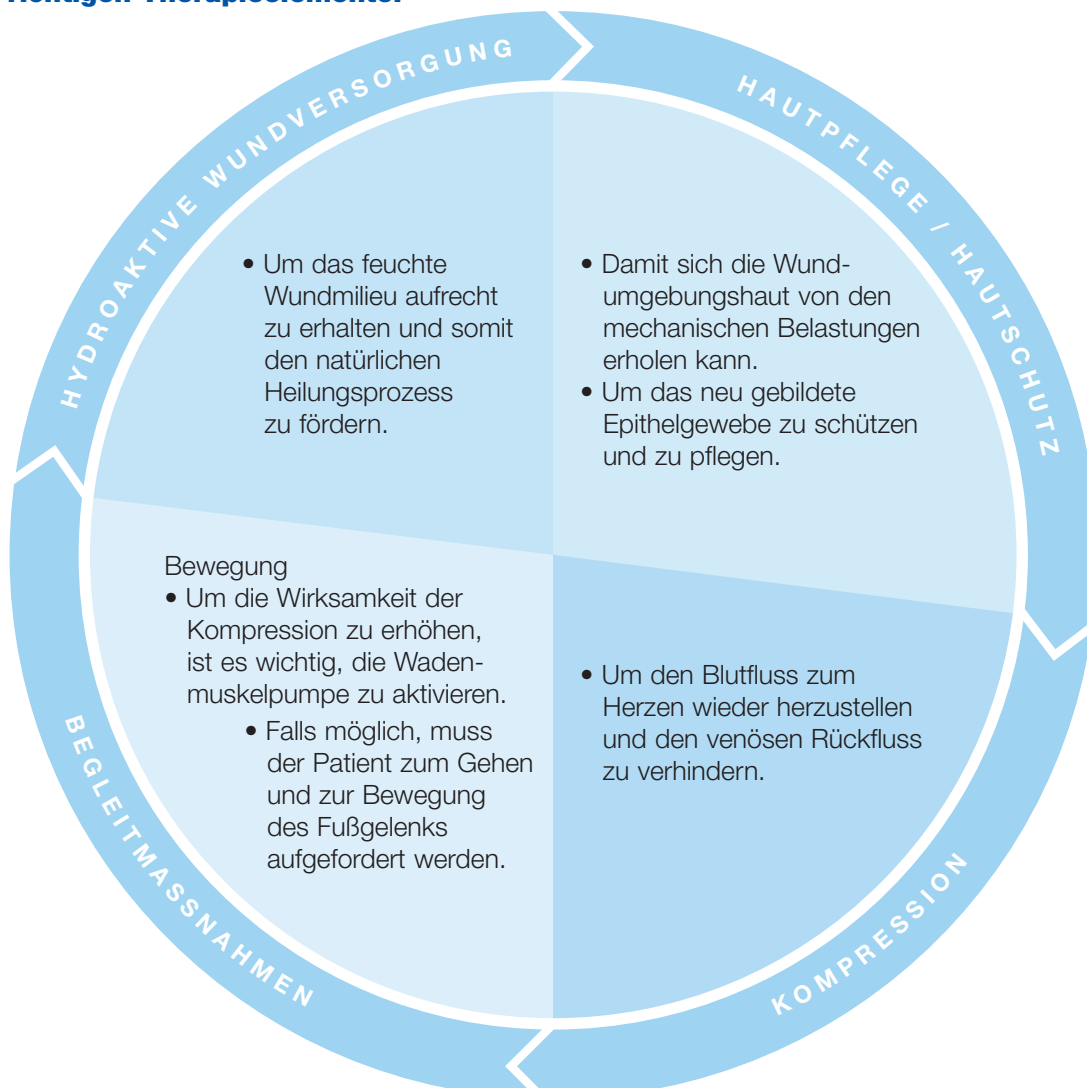 HYDROAKTIVE WUNDVERSORGUNG
• Um das feuchte
Wundmilieu aufrecht
zu erhalten und somit
den natürlichen
Heilungsprozess
zu fördern.
HAUTPFLEGE / HAUTSCHUTZ
• Damit sich die Wund-
umgebungshaut von den
mechanischen Belastungen
erholen kann.
• Um das neu gebildete
Epithelgewebe zu schützen
und zu pflegen.
KOMPRESSION
• Um den Blutfluss zum
Herzen wieder herzustellen
und den venösen Rückfluss
zu verhindern.
BEGLEITMASSNAHMEN
Bewegung
• Um die Wirksamkeit der
Kompression zu erhöhen,
ist es wichtig, die Waden-
muskelpumpe zu aktivieren.
• Falls möglich, muss
der Patient zum Gehen
und zur Bewegung
des Fußgelenks
aufgefordert werden.